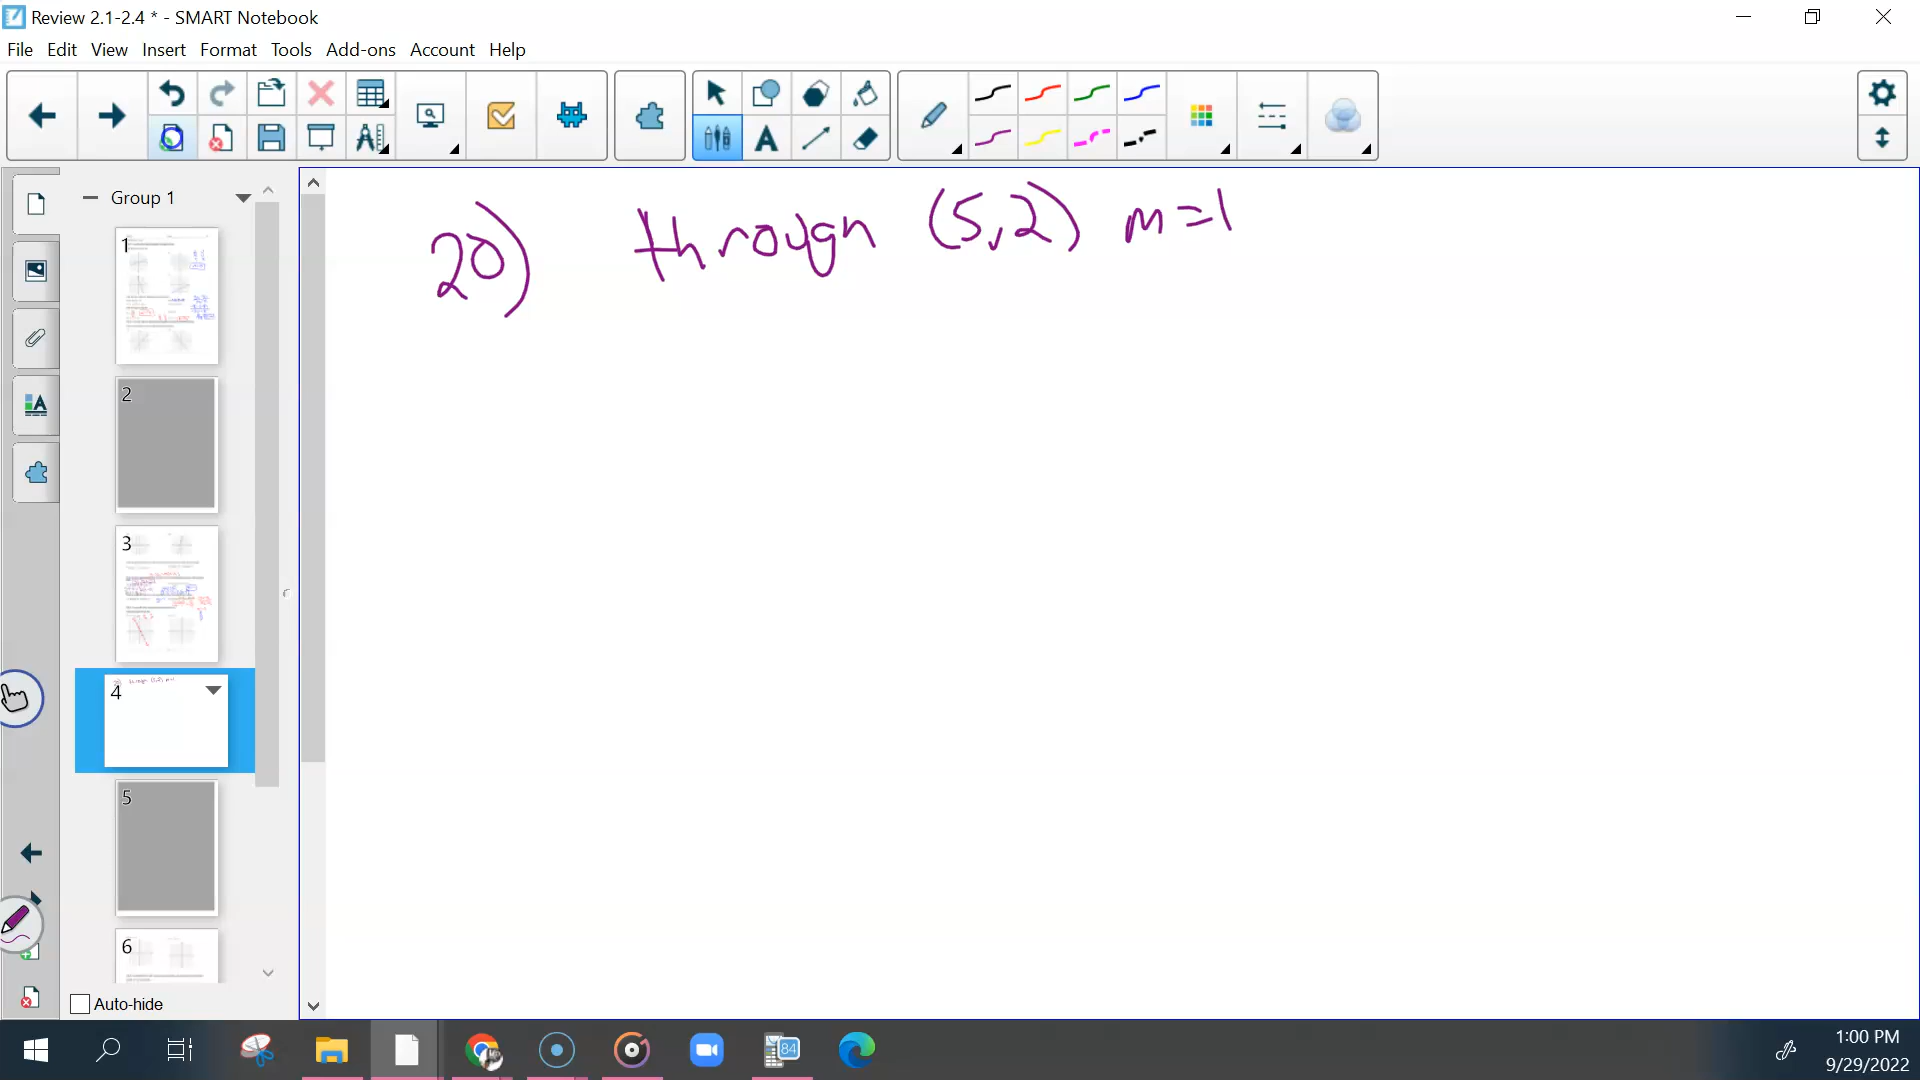 Review 2.1-2.4 * - SMART Notebook
File Edit View Insert Format Tools Add-ons Account Help
Group 1
1
2
3
4
5
6
Auto-hide
20) through (5,2) m=1
84
1:00 PM
9/29/2022